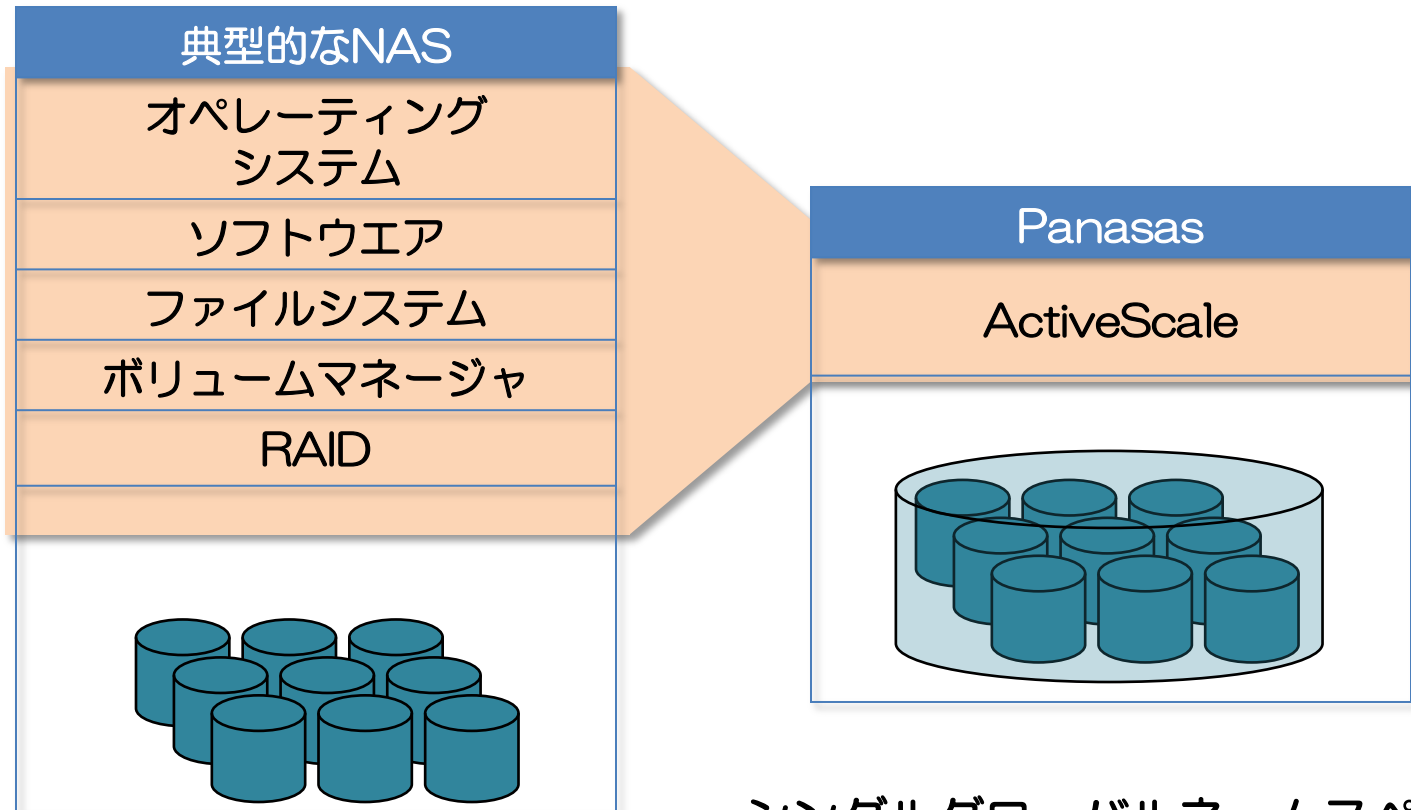 典型的なNAS
オペレーティング
システム
ソフトウエア
ファイルシステム
ボリュームマネージャ
RAID
Panasas
ActiveScale